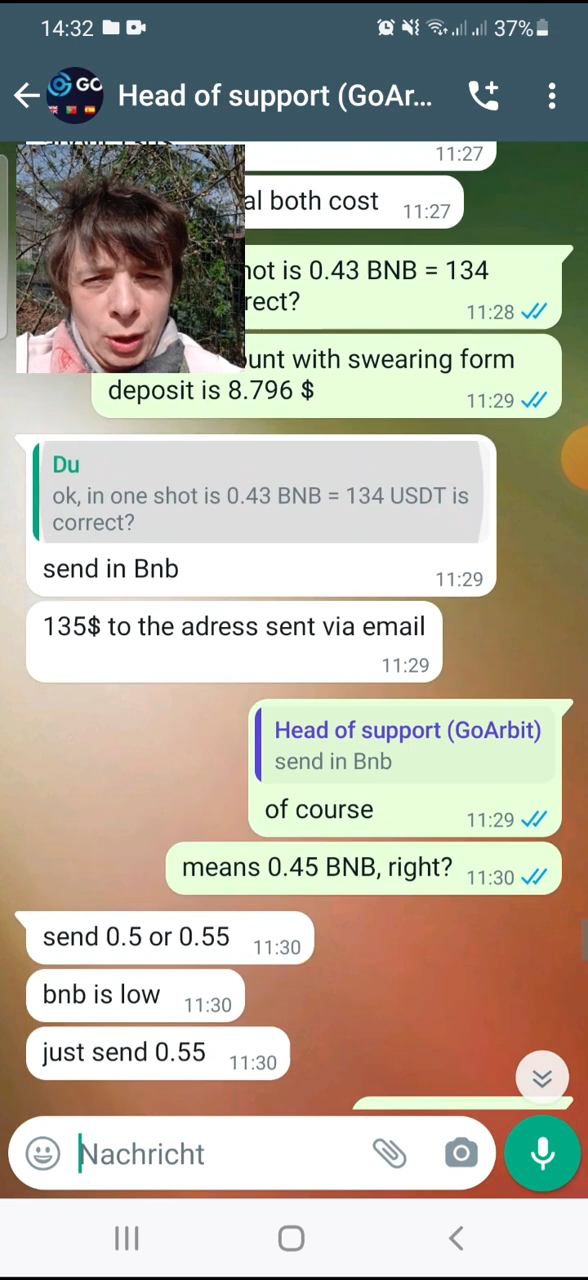 14:32
37%
GO
Head of support (GoAr...
11:27
al both cost
11:27
not is 0.43 BNB = 134
rect?
11:28
unt with swearing form
deposit is 8.796 $
11:29
Du
ok, in one shot is 0.43 BNB = 134 USDT is
correct?
send in Bnb
11:29
135$ to the adress sent via email
11:29
Head of support (GoArbit)
send in Bnb
of course
11:29
means 0.45 BNB, right?
11:30
send 0.5 or 0.55
11:30
bnb is low
11:30
just send 0.55
11:30
Nachricht